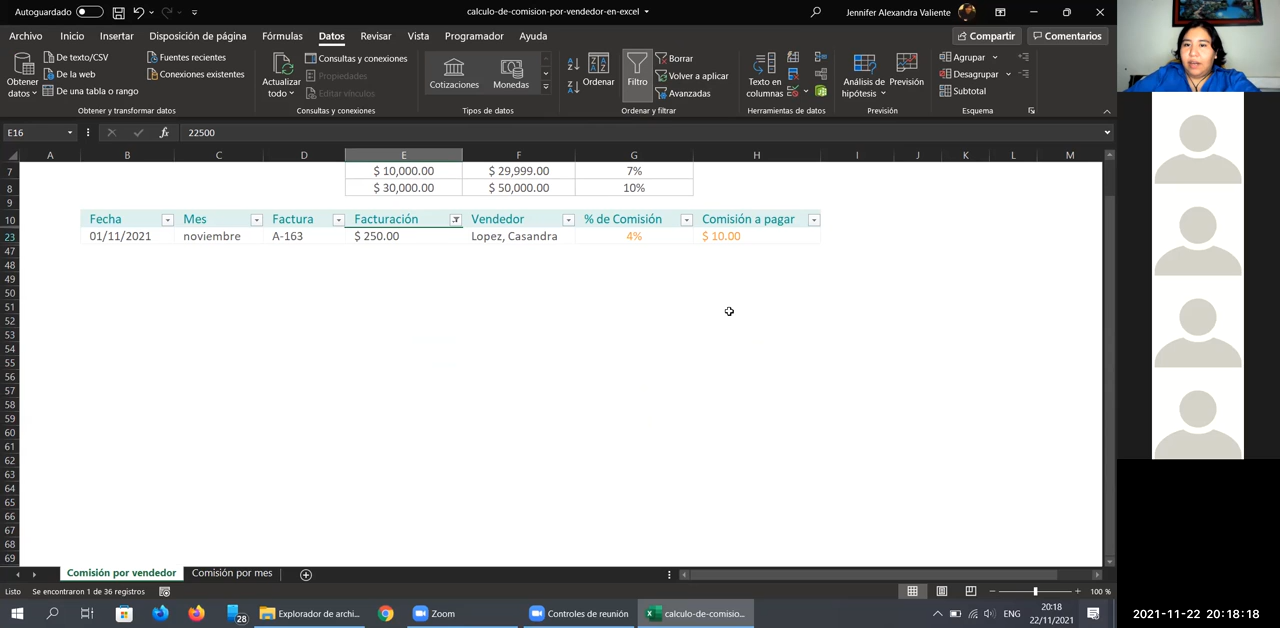 Autoguardado
calculo-de-comision-por-vendedor-en-excel
Jennifer Alexandra Valiente
Archivo Inicio Insertar Disposición de página Fórmulas Datos Revisar Vista Programador Ayuda
Compartir Comentarios
Obtener datos
De texto/CSV
De la web
De una tabla o rango
Fuentes recientes
Conexiones existentes
Obtener y transformar datos
Actualizar todo
Consultas y conexiones
Propiedades
Editar vínculos
Consultas y conexiones
Cotizaciones Monedas
Tipos de datos
Ordenar
Filtro
Borrar
Volver a aplicar
Avanzadas
Ordenar y filtrar
Texto en columnas
Herramientas de datos
Análisis de hipótesis
Previsión
Previsión
Agrupar
Desagrupar
Subtotal
Esquema
E16
fx
22500
A B C D E F G H I J K L M
7 $ 10,000.00 $ 29,999.00 7%
8 $ 30,000.00 $ 50,000.00 10%
9
10 Fecha Mes Factura Facturación Vendedor % de Comisión Comisión a pagar
23 01/11/2021 noviembre A-163 $ 250.00 Lopez, Casandra 4% $ 10.00
47
48
49
50
51
52
53
54
55
56
57
58
59
60
61
62
63
64
65
66
67
68
69
Comisión por vendedor Comisión por mes
Listo Se encontraron 1 de 36 registros
100 %
28
Explorador de archi...
Zoom
Controles de reunión
calculo-de-comisio...
ENG
20:18
22/11/2021
2021-11-22 20:18:18